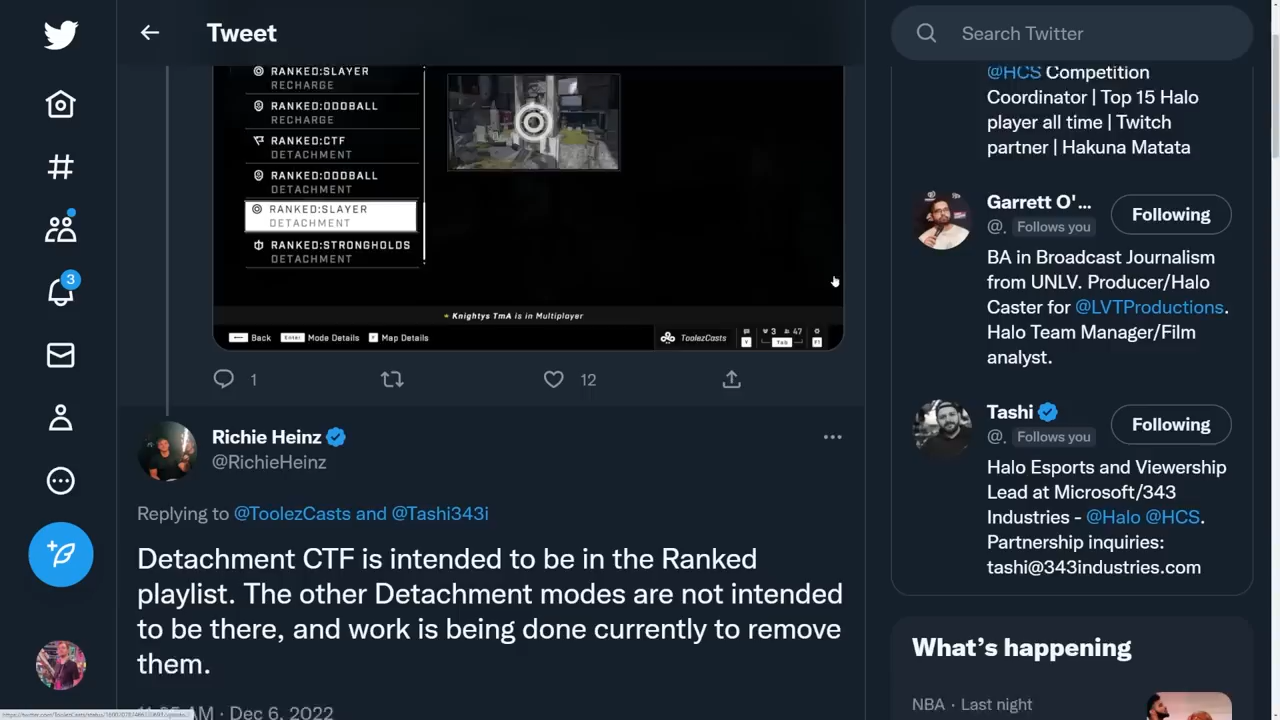 Tweet
Search Twitter
RANKED:SLAYER
RECHARGE
RANKED:ODDBALL
RECHARGE
RANKED:CTF
DETACHMENT
RANKED:ODDBALL
DETACHMENT
RANKED:SLAYER
DETACHMENT
RANKED:STRONGHOLDS
DETACHMENT
Knightys TmA is in Multiplayer
Back Enter Mode Details F Map Details
ToolezCasts Y 3 47 Tab F1
1 12
Richie Heinz
@RichieHeinz
Replying to @ToolezCasts and @Tashi343i
Detachment CTF is intended to be in the Ranked
playlist. The other Detachment modes are not intended
to be there, and work is being done currently to remove
them.
AM · Dec 6, 2022
3
@HCS Competition
Coordinator | Top 15 Halo
player all time | Twitch
partner | Hakuna Matata
Garrett O'...
Following
@. Follows you
BA in Broadcast Journalism
from UNLV. Producer/Halo
Caster for @LVTProductions.
Halo Team Manager/Film
analyst.
Tashi
Following
@. Follows you
Halo Esports and Viewership
Lead at Microsoft/343
Industries - @Halo @HCS.
Partnership inquiries:
tashi@343industries.com
What's happening
NBA · Last night